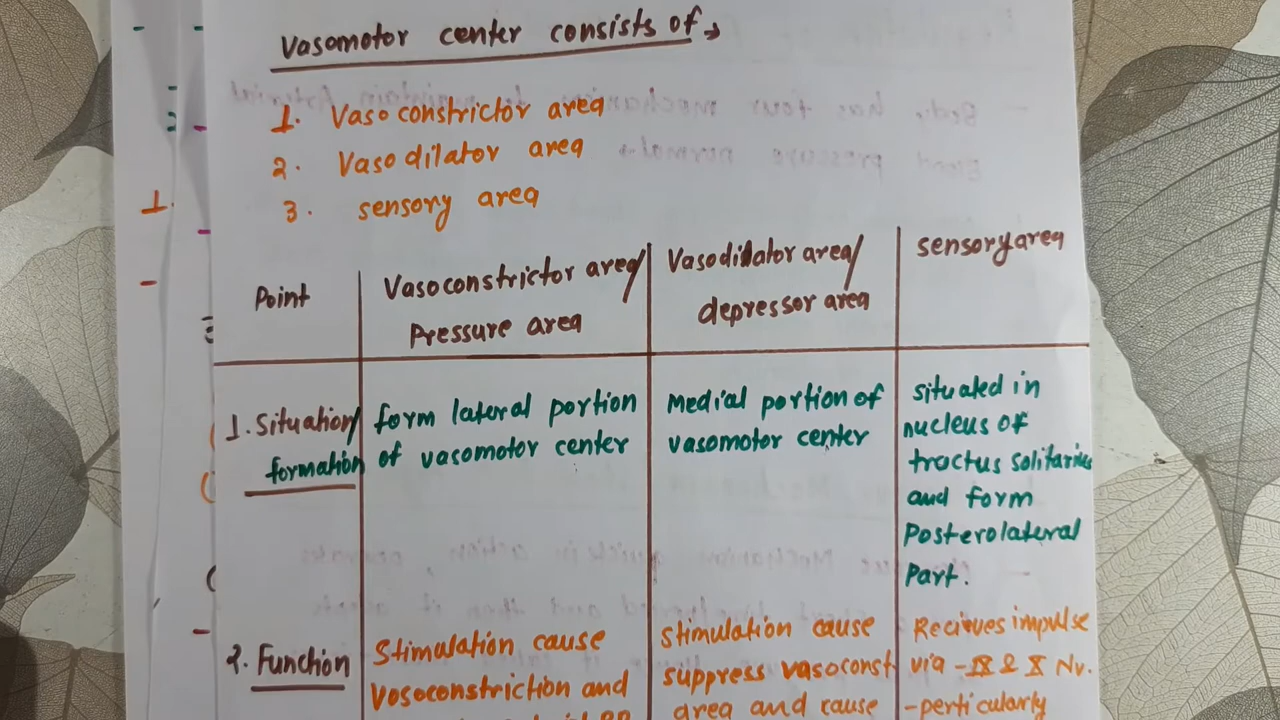 Vasomotor center consists of →
1. Vasoconstrictor area
2. Vasodilator area
3. sensory area
Point
Vasoconstrictor area/
Pressure area
Vasodilator area/
depressor area
sensory area
1. Situation/
formation
form lateral portion
of vasomotor center
Medial portion of
vasomotor center
situated in
nucleus of
tractus solitarius
and form
Posterolateral
Part.
2. Function
Stimulation cause
Vosoconstriction and
stimulation cause
suppress vasoconst
area and cause
Recieves impulse
via - IX & X Nv.
-perticularly
1.